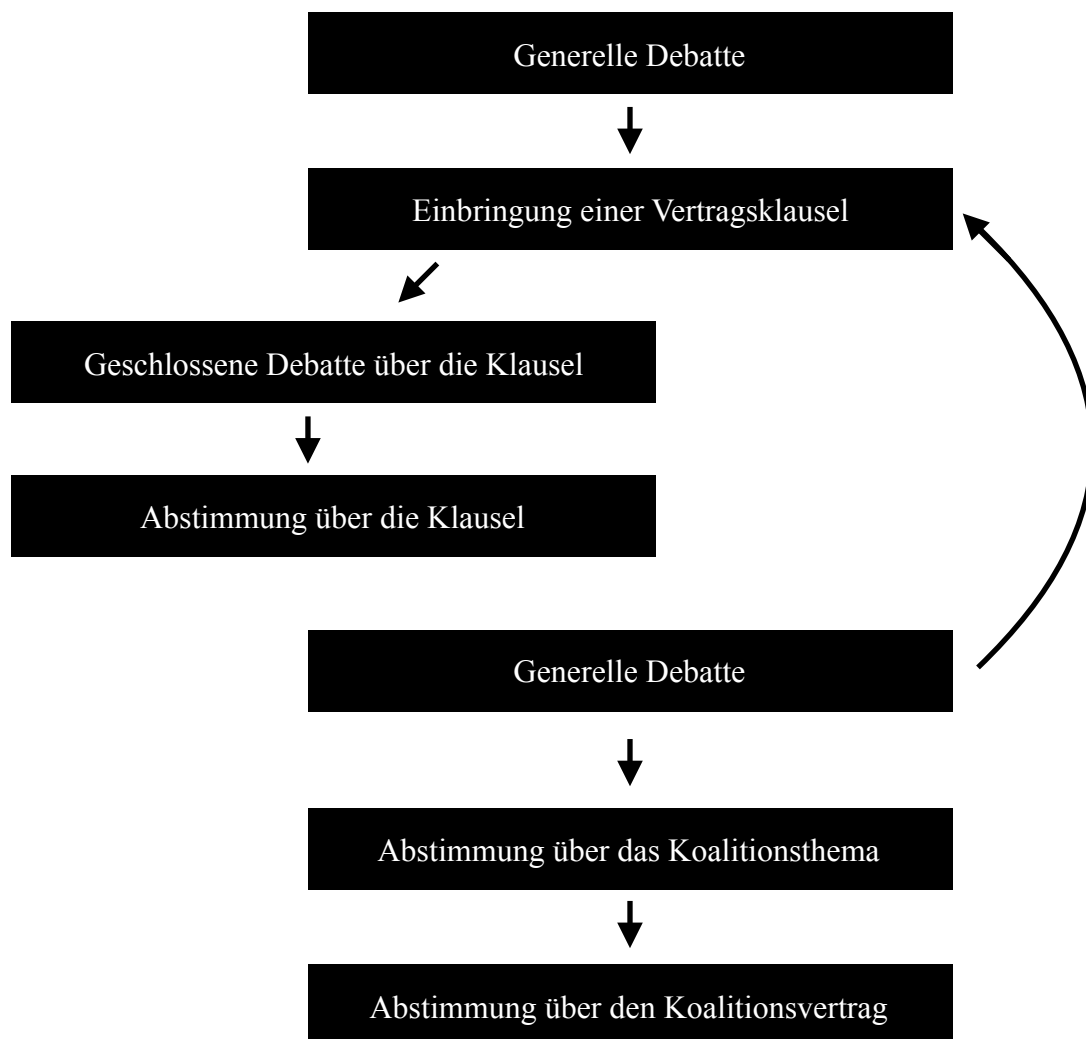 Generelle Debatte
Einbringung einer Vertragsklausel
Geschlossene Debatte über die Klausel
Abstimmung über die Klausel
Generelle Debatte
Abstimmung über das Koalitionsthema
Abstimmung über den Koalitionsvertrag